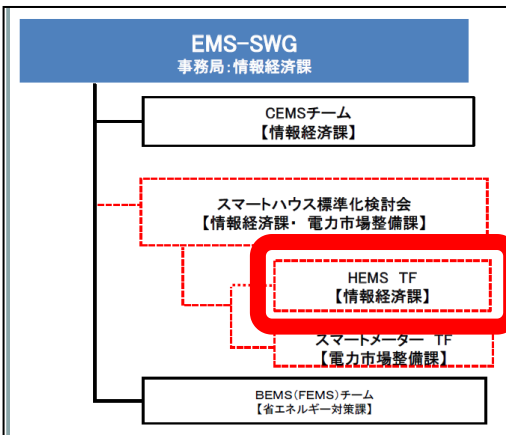 EMS-SWG
事務局:情報経済課
CEMSチーム
【情報経済課】
スマートハウス標準化検討会
【情報経済課・ 電力市場整備課】
HEMS TF
【情報経済課】
スマートメーター TF
【電力市場整備課】
BEMS(FEMS)チーム
【省エネルギー対策課】